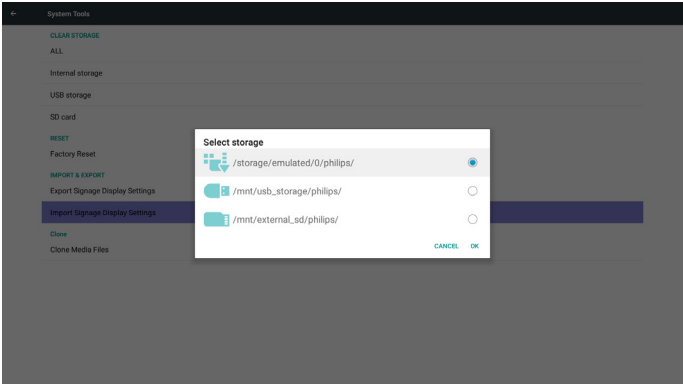 System Tools
CLEAR STORAGE
ALL
Internal storage
USB storage
SD card
RESET
Factory Reset
IMPORT & EXPORT
Export Signage Display Settings
Import Signage Display Settings
Clone
Clone Media Files
Select storage
/storage/emulated/0/philips/
/mnt/usb_storage/philips/
/mnt/external_sd/philips/
CANCEL OK